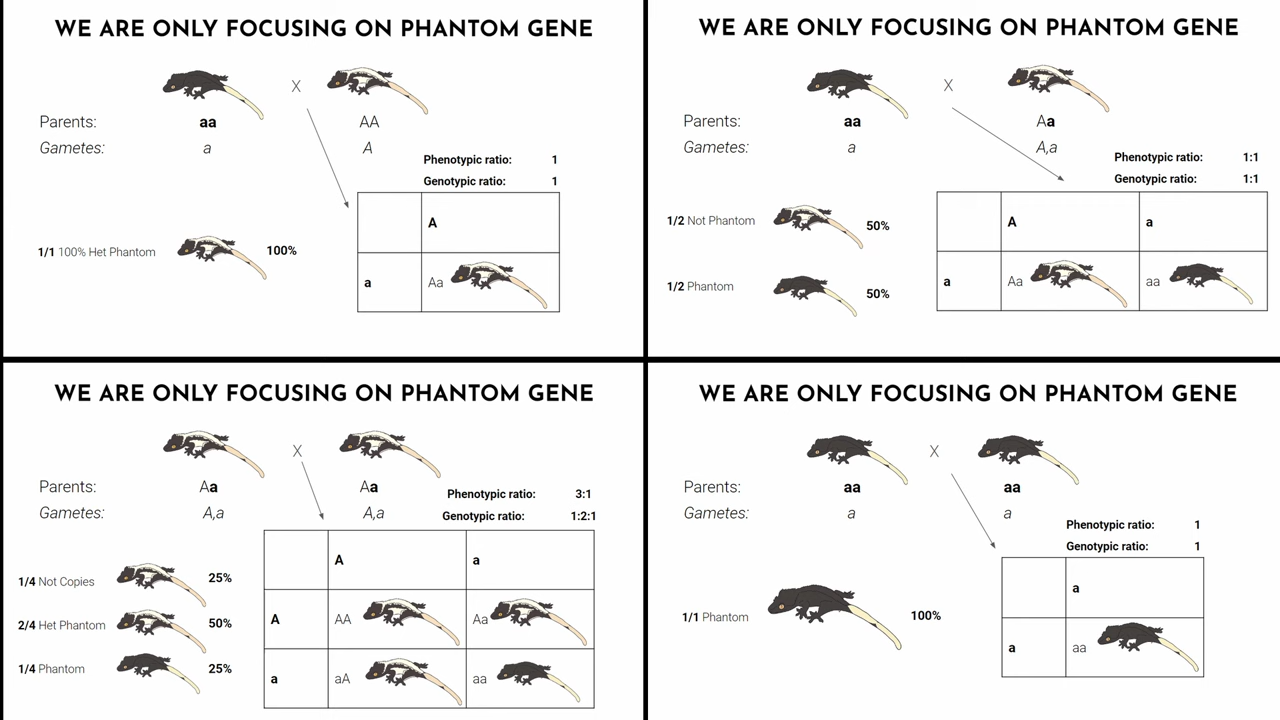 WE ARE ONLY FOCUSING ON PHANTOM GENE
X
Parents: aa AA
Gametes: a A
Phenotypic ratio: 1
Genotypic ratio: 1
A
1/1 100% Het Phantom 100%
a Aa
WE ARE ONLY FOCUSING ON PHANTOM GENE
X
Parents: aa Aa
Gametes: a A,a
Phenotypic ratio: 1:1
Genotypic ratio: 1:1
1/2 Not Phantom 50%
A a
1/2 Phantom 50%
a Aa aa
WE ARE ONLY FOCUSING ON PHANTOM GENE
X
Parents: Aa Aa
Gametes: A,a A,a
Phenotypic ratio: 3:1
Genotypic ratio: 1:2:1
A a
1/4 Not Copies 25%
2/4 Het Phantom 50%
A AA Aa
1/4 Phantom 25%
a aA aa
WE ARE ONLY FOCUSING ON PHANTOM GENE
X
Parents: aa aa
Gametes: a a
Phenotypic ratio: 1
Genotypic ratio: 1
a
1/1 Phantom 100%
a aa